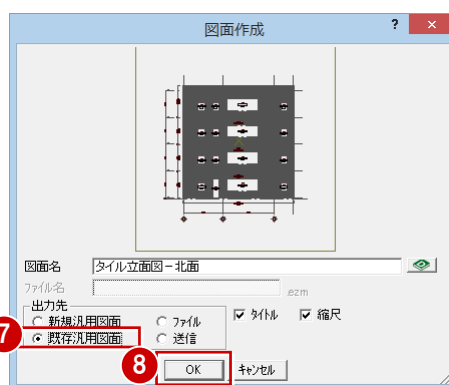 図面作成
? ×
図面名 タイル立面図－北面
ファイル名 .ezm
出力先
新規汎用図面 ファイル タイトル 縮尺
7 既存汎用図面 送信
8 OK キャンセル